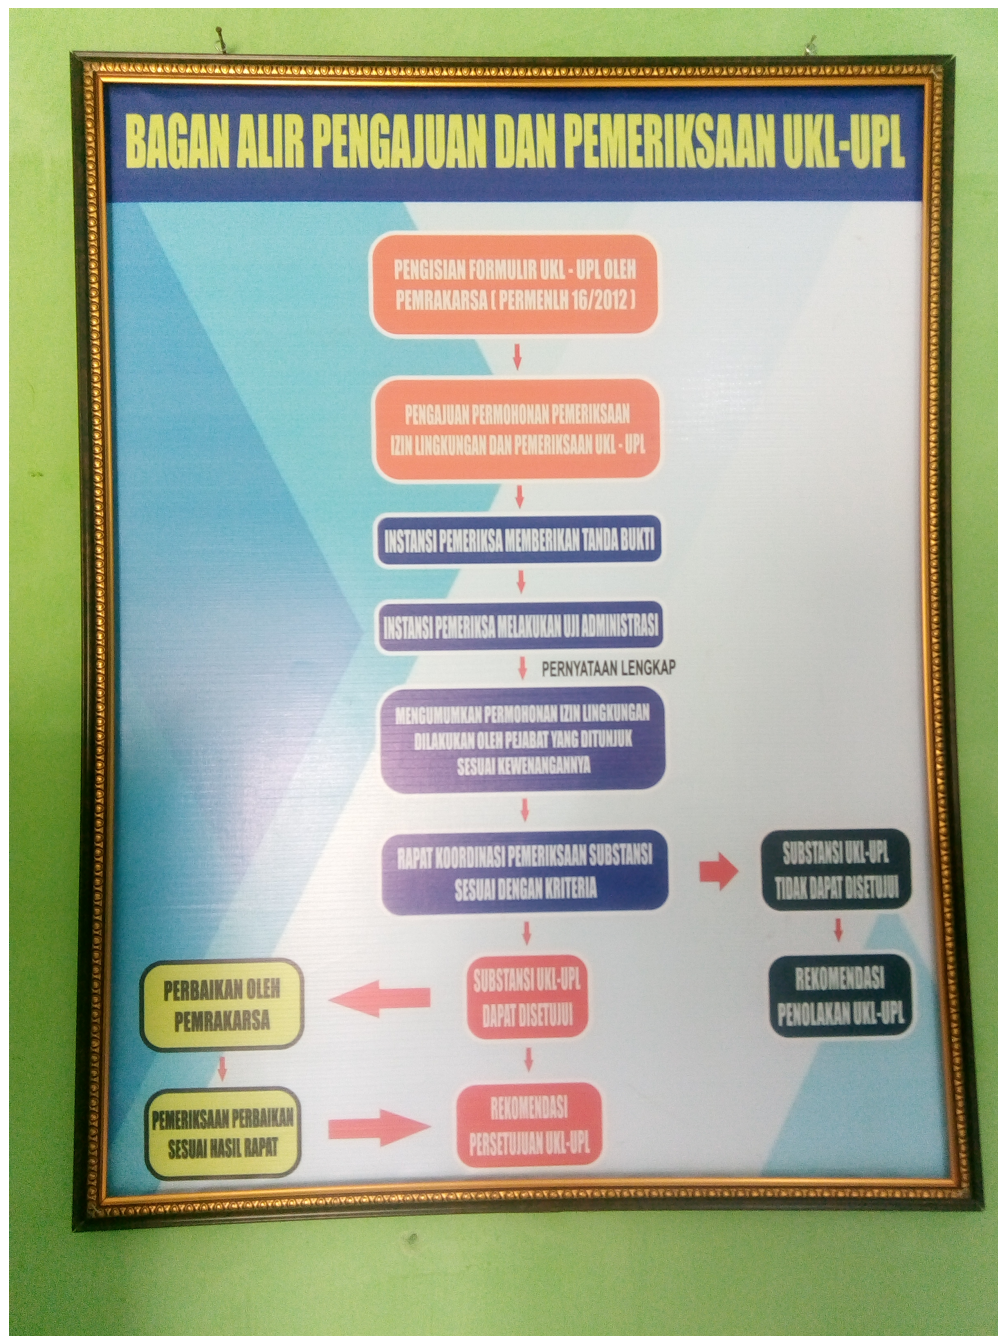 BAGAN ALIR PENGAJUAN DAN PEMERIKSAAN UKL-UPL
PENGISIAN FORMULIR UKL - UPL OLEH
PEMRAKARSA ( PERMENLH 16/2012 )
PENGAJUAN PERMOHONAN PEMERIKSAAN
IZIN LINGKUNGAN DAN PEMERIKSAAN UKL - UPL
INSTANSI PEMERIKSA MEMBERIKAN TANDA BUKTI
INSTANSI PEMERIKSA MELAKUKAN UJI ADMINISTRASI
PERNYATAAN LENGKAP
MENGUMUMKAN PERMOHONAN IZIN LINGKUNGAN
DILAKUKAN OLEH PEJABAT YANG DITUNJUK
SESUAI KEWENANGANNYA
RAPAT KOORDINASI PEMERIKSAAN SUBSTANSI
SESUAI DENGAN KRITERIA
SUBSTANSI UKL-UPL
TIDAK DAPAT DISETUJUI
REKOMENDASI
PENOLAKAN UKL-UPL
SUBSTANSI UKL-UPL
DAPAT DISETUJUI
PERBAIKAN OLEH
PEMRAKARSA
PEMERIKSAAN PERBAIKAN
SESUAI HASIL RAPAT
REKOMENDASI
PERSETUJUAN UKL-UPL